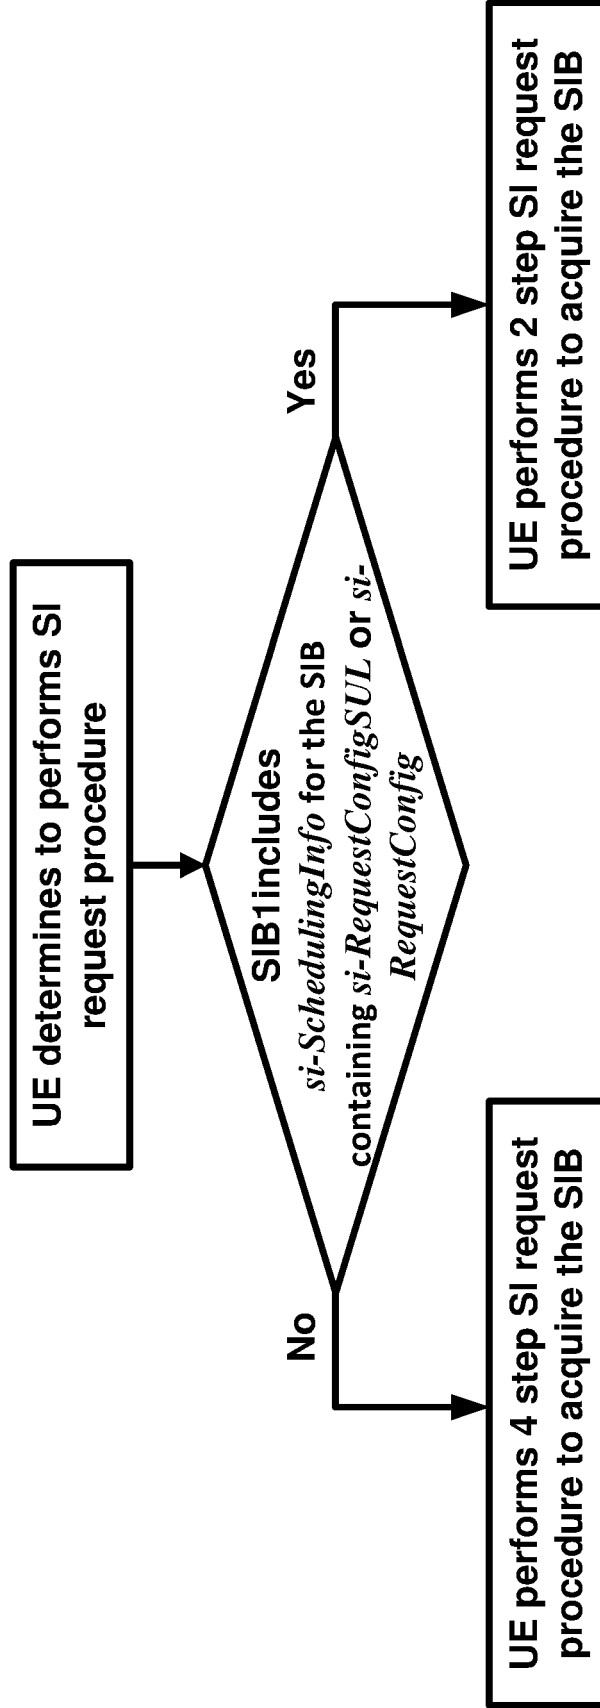 UE determines to performs SI
request procedure
SIB1includes
si-SchedulingInfo for the SIB
containing si-RequestConfigSUL or si-
RequestConfig
No
Yes
UE performs 4 step SI request
procedure to acquire the SIB
UE performs 2 step SI request
procedure to acquire the SIB